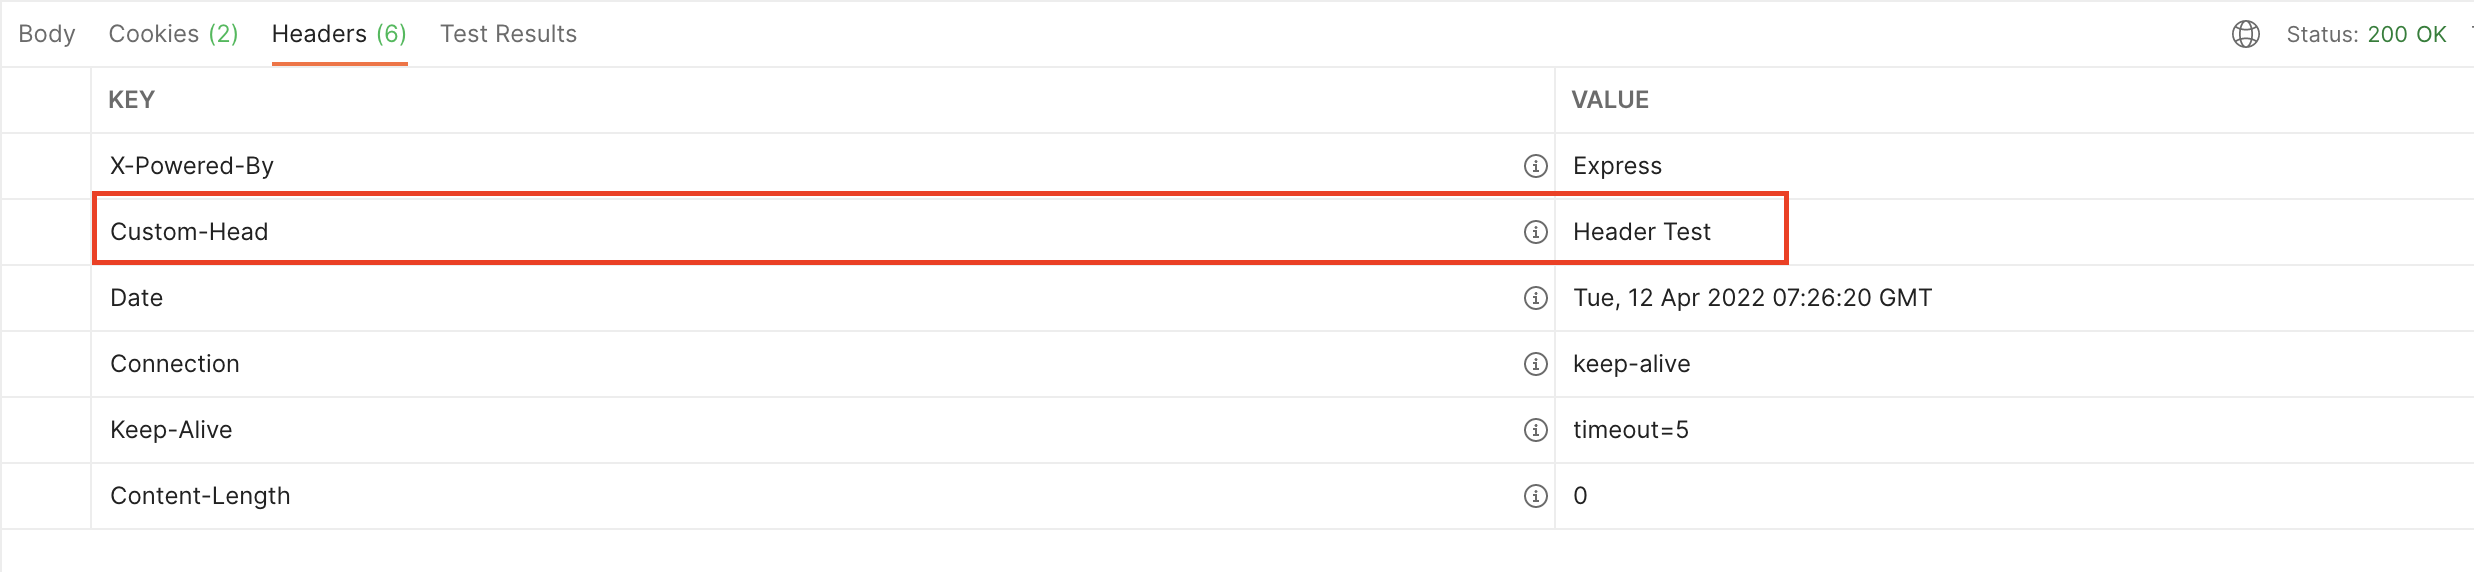 Body Cookies (2) Headers (6) Test Results Status: 200 OK
KEY VALUE
X-Powered-By Express
Custom-Head Header Test
Date Tue, 12 Apr 2022 07:26:20 GMT
Connection keep-alive
Keep-Alive timeout=5
Content-Length 0